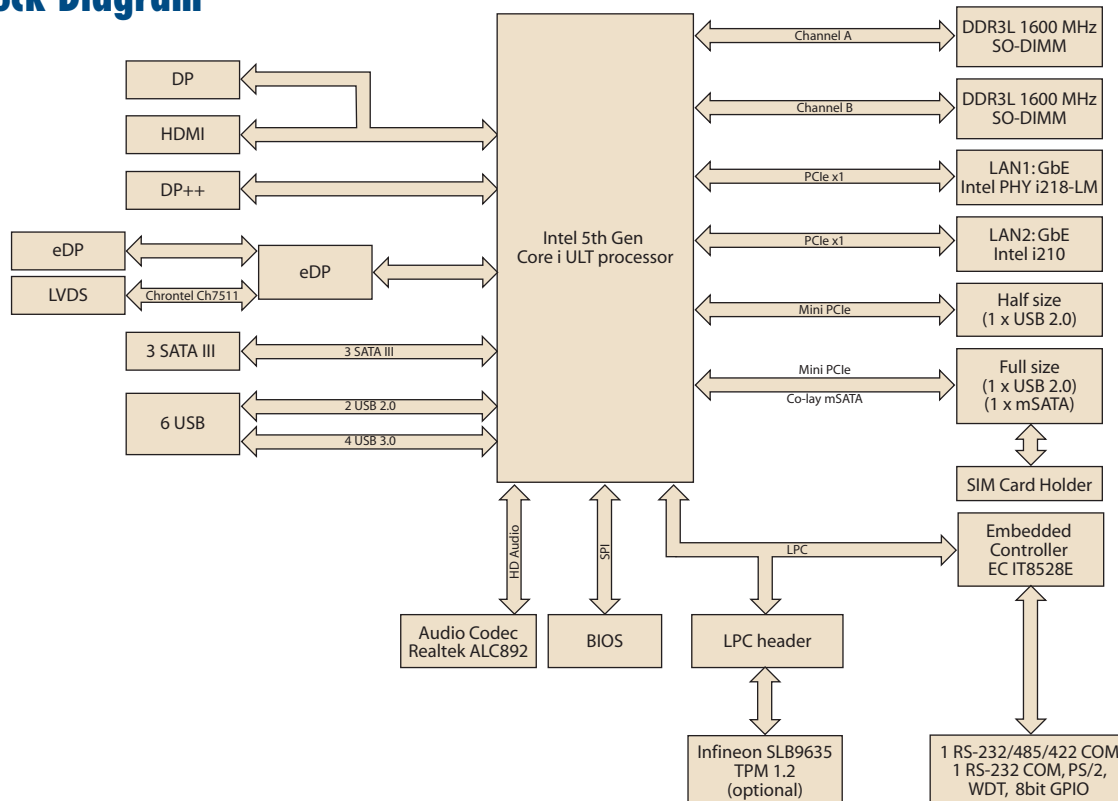 Diagram
DP
HDMI
DP++
eDP
LVDS
Chrontel Ch7511
eDP
3 SATA III
3 SATA III
6 USB
2 USB 2.0
4 USB 3.0
Intel 5th Gen
Core i ULT processor
Channel A
DDR3L 1600 MHz
SO-DIMM
Channel B
DDR3L 1600 MHz
SO-DIMM
PCIe x1
LAN1: GbE
Intel PHY i218-LM
PCIe x1
LAN2: GbE
Intel i210
Mini PCIe
Half size
(1 x USB 2.0)
Mini PCIe
Co-lay mSATA
Full size
(1 x USB 2.0)
(1 x mSATA)
SIM Card Holder
HD Audio
SPI
LPC
Embedded
Controller
EC IT8528E
Audio Codec
Realtek ALC892
BIOS
LPC header
Infineon SLB9635
TPM 1.2
(optional)
1 RS-232/485/422 COM
1 RS-232 COM, PS/2,
WDT, 8bit GPIO